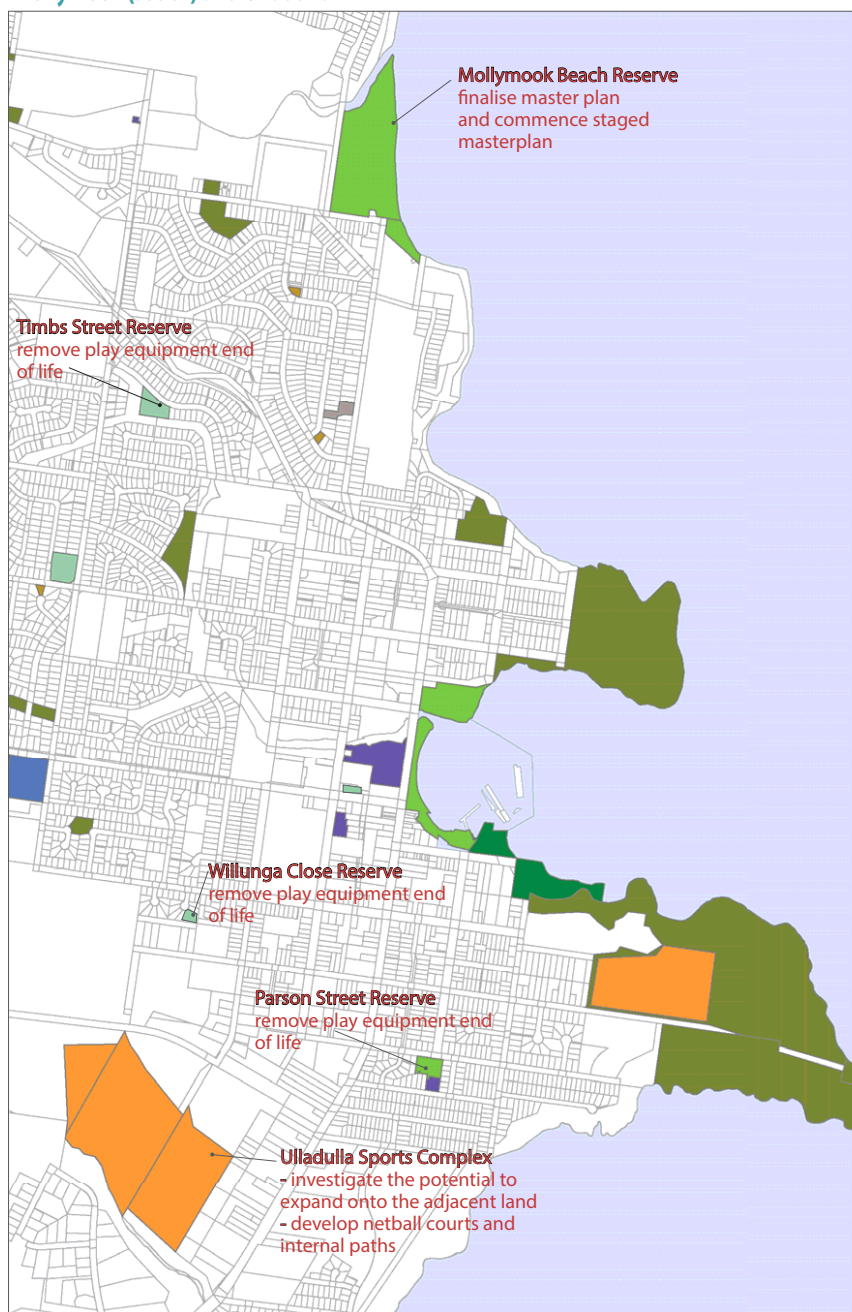 Mollymook Beach Reserve
finalise master plan
and commence staged
masterplan
Timbs Street Reserve
remove play equipment end
of life
Willunga Close Reserve
remove play equipment end
of life
Parson Street Reserve
remove play equipment end
of life
Ulladulla Sports Complex
- investigate the potential to
expand onto the adjacent land
- develop netball courts and
internal paths